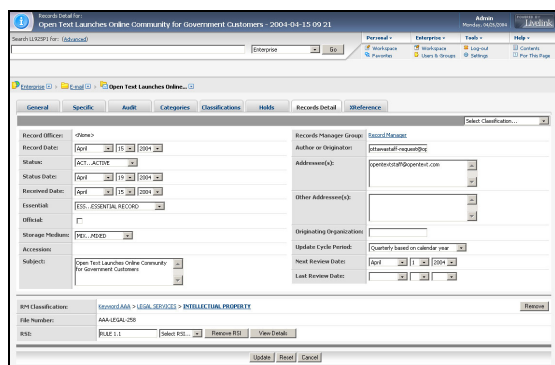 Records Detail for:
Open Text Launches Online Community for Government Customers - 2004-04-15 09 21
Admin
Monday, 04/26/2004
POWERED BY
Livelink
Search LL923P1 for: (Advanced)
Enterprise
Go
Personal
Enterprise
Tools
Help
Workspace
Workspace
Log-out
Contents
Favorites
Users & Groups
Settings
For This Page
Enterprise
Email
Open Text Launches Online...
General
Specific
Audit
Categories
Classifications
Holds
Records Detail
XReference
Select Classification...
Record Officer: <None>
Record Date: April 15 2004
Status: ACT...ACTIVE
Status Date: April 19 2004
Received Date: April 15 2004
Essential: ESS...ESSENTIAL RECORD
Official:
Storage Medium: MIX...MIXED
Accession:
Subject: Open Text Launches Online Community
for Government Customers
Records Manager Group: Record Manager
Author or Originator: ottawastaff-request@op
Addressee(s): opentextstaff@opentext.com
Other Addressee(s):
Originating Organization:
Update Cycle Period: Quarterly based on calendar year
Next Review Date: April 1 2004
Last Review Date:
RM Classification: Keyword AAA > LEGAL SERVICES > INTELLECTUAL PROPERTY
Remove
File Number: AAA-LEGAL-258
RSI: RULE 1.1 Select RSI... Remove RSI View Details
Update Reset Cancel